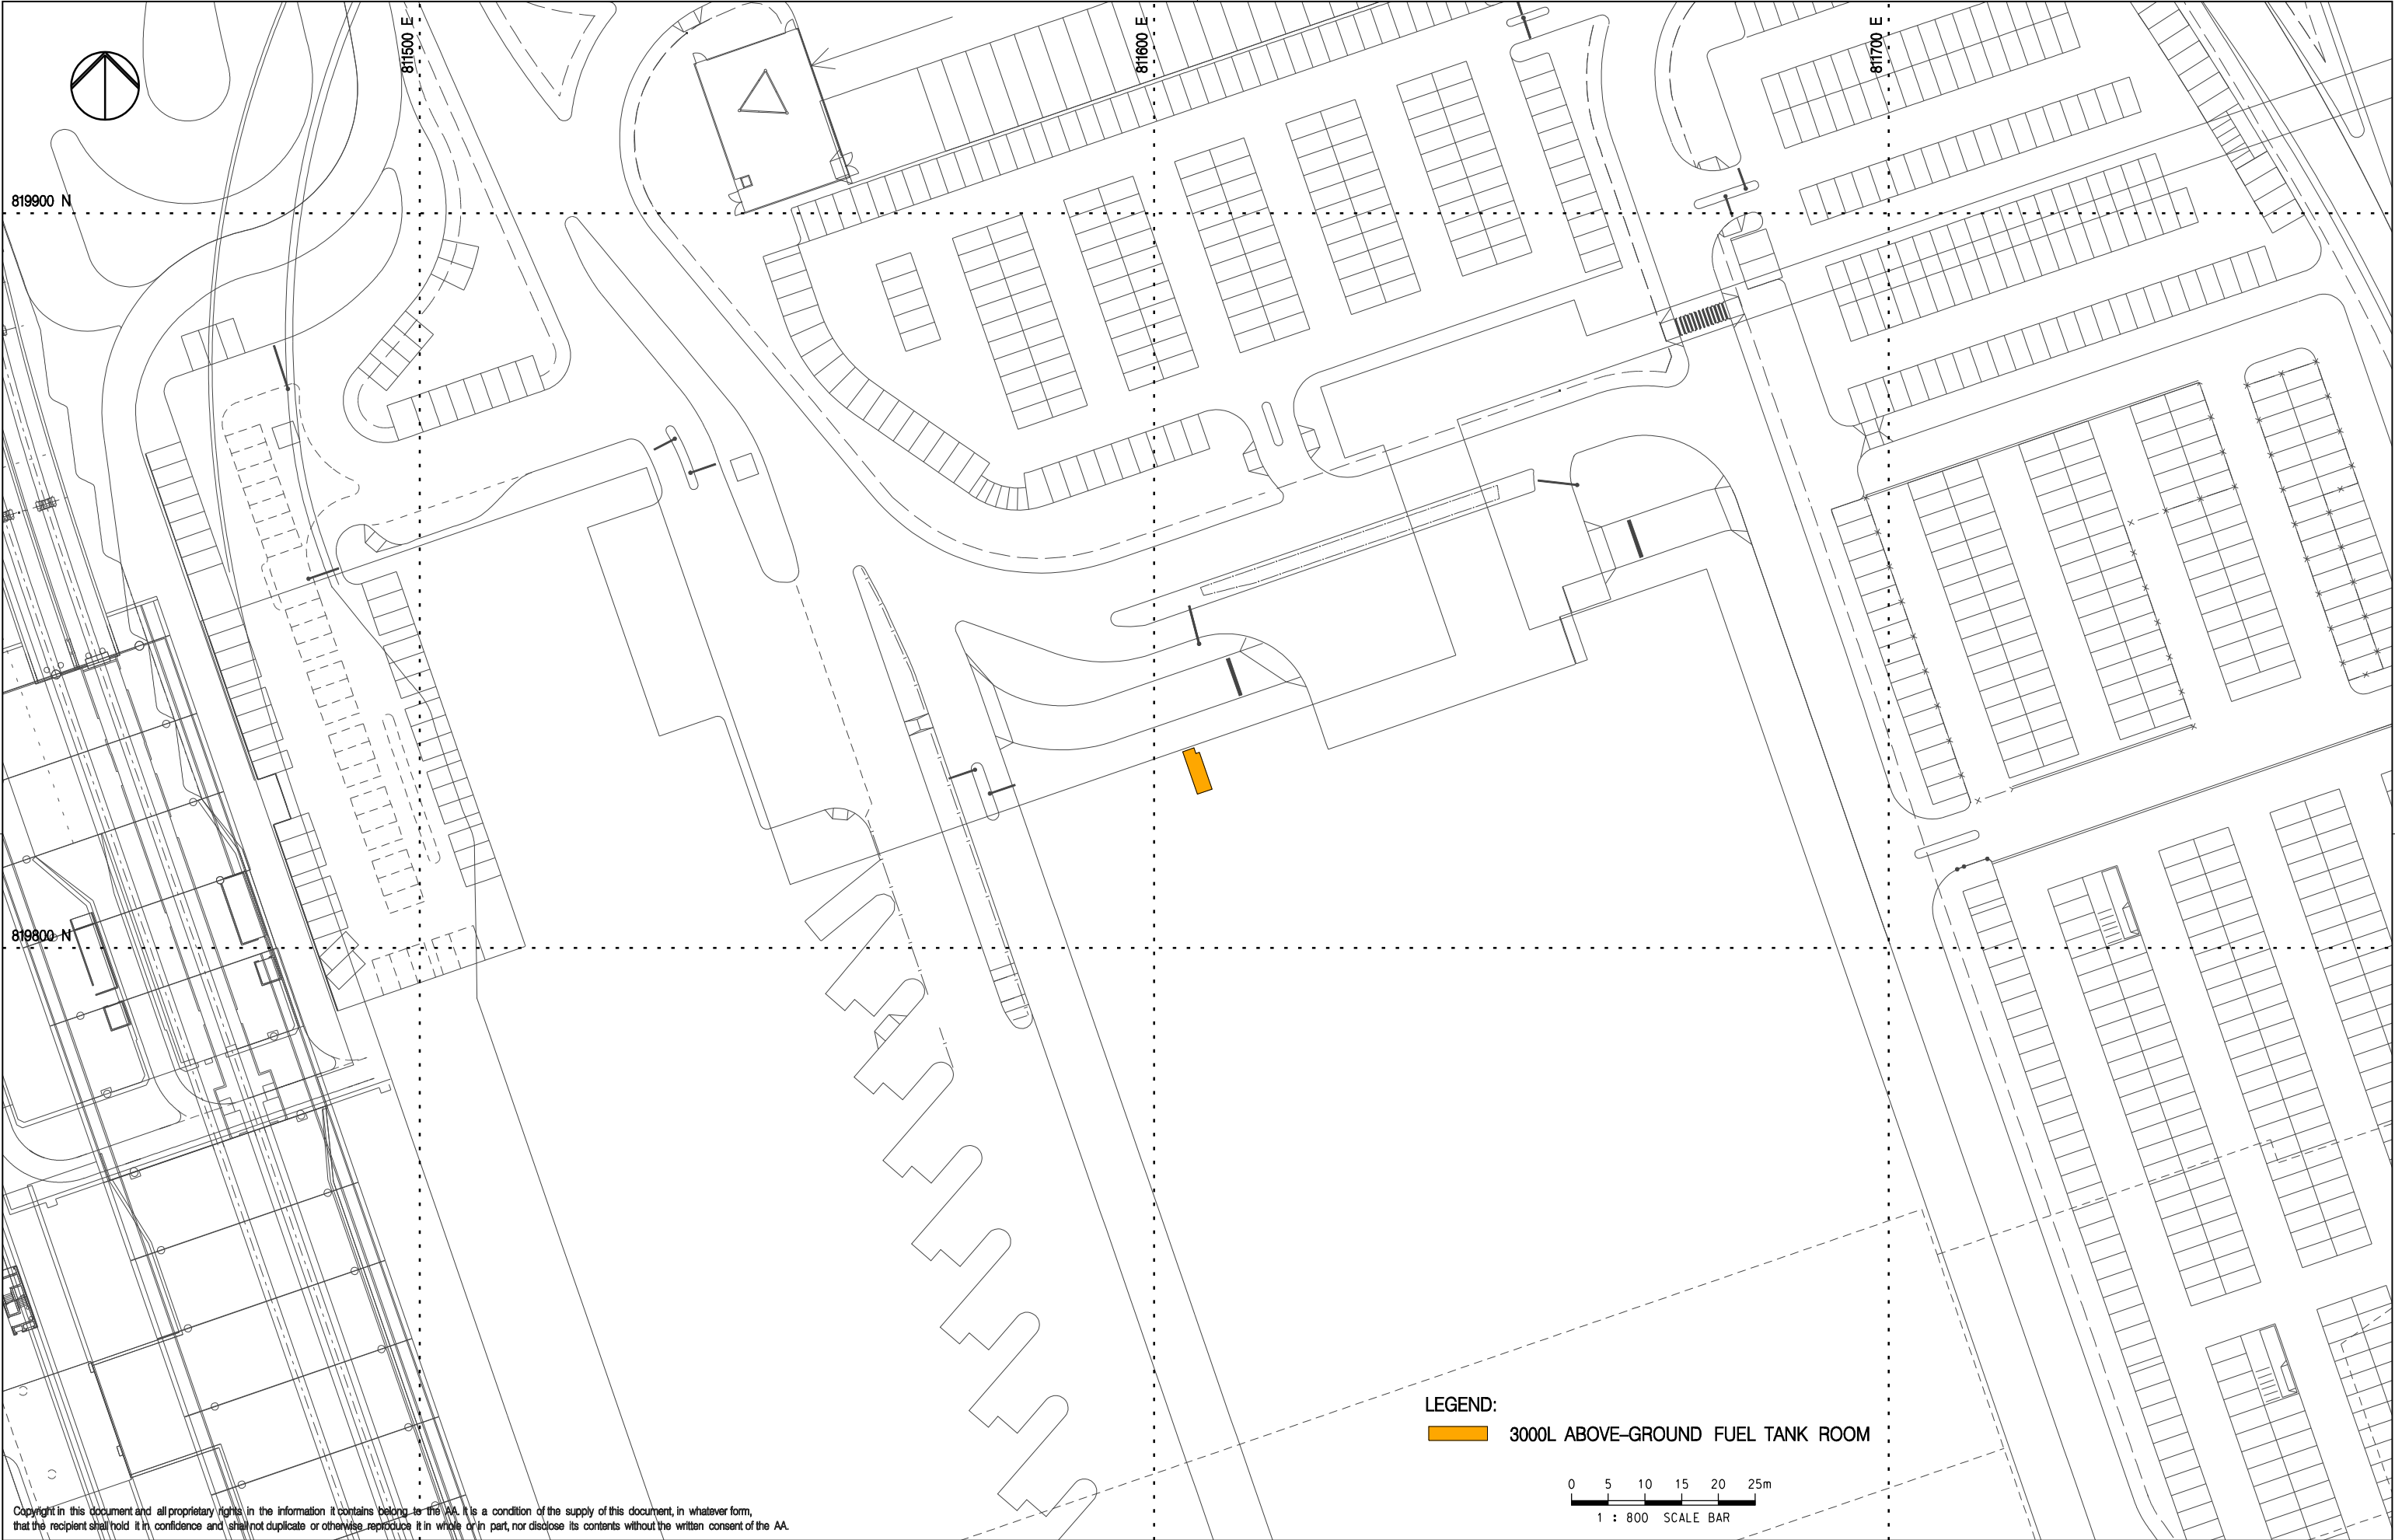 811500 E
811600 E
811700 E
819900 N
819800 N
LEGEND:
3000L ABOVE–GROUND FUEL TANK ROOM
0 5 10 15 20 25m
1 : 800 SCALE BAR
Copyright in this document and all proprietary rights in the information it contains belong to the AA. It is a condition of the supply of this document, in whatever form,
that the recipient shall hold it in confidence and shall not duplicate or otherwise reproduce it in whole or in part, nor disclose its contents without the written consent of the AA.